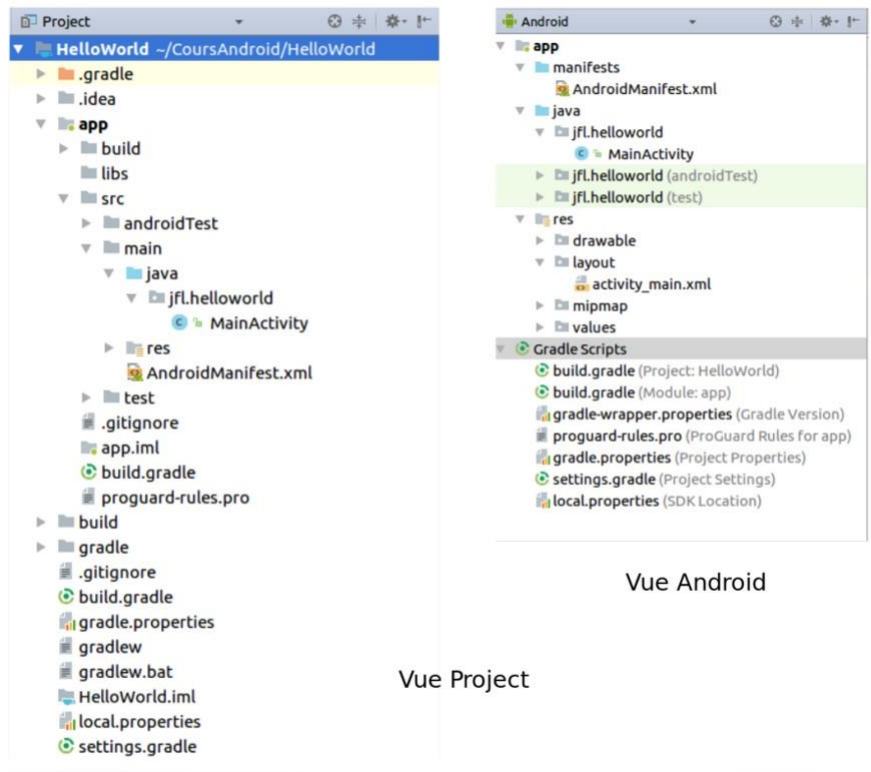 Project
HelloWorld ~/CoursAndroid/HelloWorld
.gradle
.idea
app
build
libs
src
androidTest
main
java
jfl.helloworld
MainActivity
res
AndroidManifest.xml
test
.gitignore
app.iml
build.gradle
proguard-rules.pro
build
gradle
.gitignore
build.gradle
gradle.properties
gradlew
gradlew.bat
HelloWorld.iml
local.properties
settings.gradle
Vue Project
Android
app
manifests
AndroidManifest.xml
java
jfl.helloworld
MainActivity
jfl.helloworld (androidTest)
jfl.helloworld (test)
res
drawable
layout
activity_main.xml
mipmap
values
Gradle Scripts
build.gradle (Project: HelloWorld)
build.gradle (Module: app)
gradle-wrapper.properties (Gradle Version)
proguard-rules.pro (ProGuard Rules for app)
gradle.properties (Project Properties)
settings.gradle (Project Settings)
local.properties (SDK Location)
Vue Android